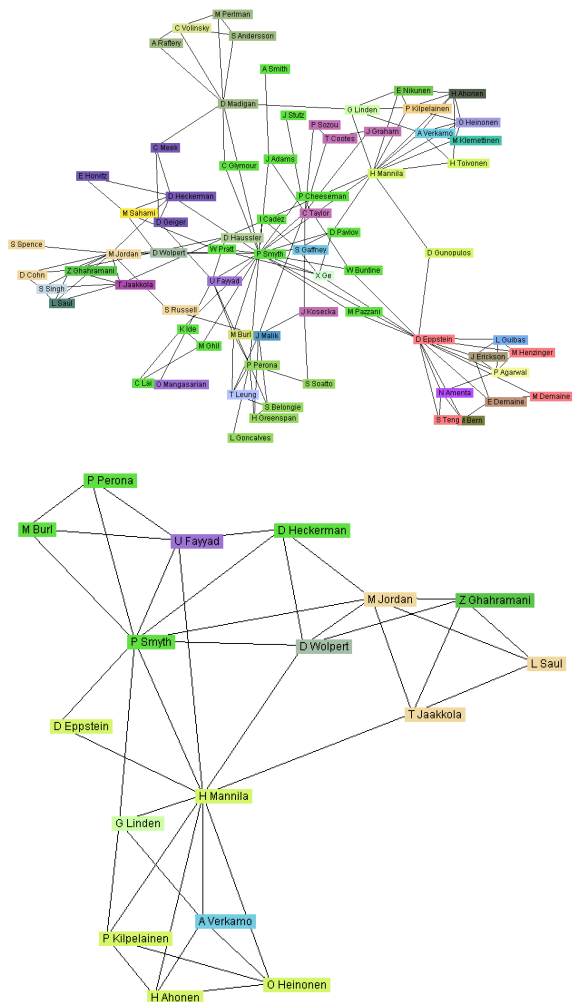 M Perlman
C Volinsky
S Andersson
A Raftery
A Smith
E Nikunen
H Ahonen
D Madigan
G Linden
P Kilpelainen
J Stutz
P Sozou
O Heinonen
J Graham
A Verkamo
T Cootes
M Klemettinen
C Meek
J Adams
H Toivonen
C Glymour
H Mannila
E Horvitz
D Heckerman
P Cheeseman
M Sahami
C Taylor
I Cadez
D Geiger
D Pavlov
D Haussler
S Spence
W Pratt
S Gaffney
M Jordan
D Wolpert
P Smyth
D Gunopulos
Z Ghahramani
X Ge
W Buntine
D Cohn
U Fayyad
S Singh
T Jaakkola
L Saul
S Russell
J Kosecka
M Pazzani
K Ide
M Burl
J Malik
D Eppstein
L Guibas
M Ghil
M Henzinger
J Erickson
P Perona
P Agarwal
C Lai
O Mangasarian
S Soatto
T Leung
N Amenta
M Demaine
E Demaine
S Belongie
H Greenspan
S Teng
M Bern
L Goncalves
P Perona
M Burl
D Heckerman
U Fayyad
M Jordan
Z Ghahramani
P Smyth
D Wolpert
L Saul
T Jaakkola
D Eppstein
H Mannila
G Linden
A Verkamo
P Kilpelainen
O Heinonen
H Ahonen